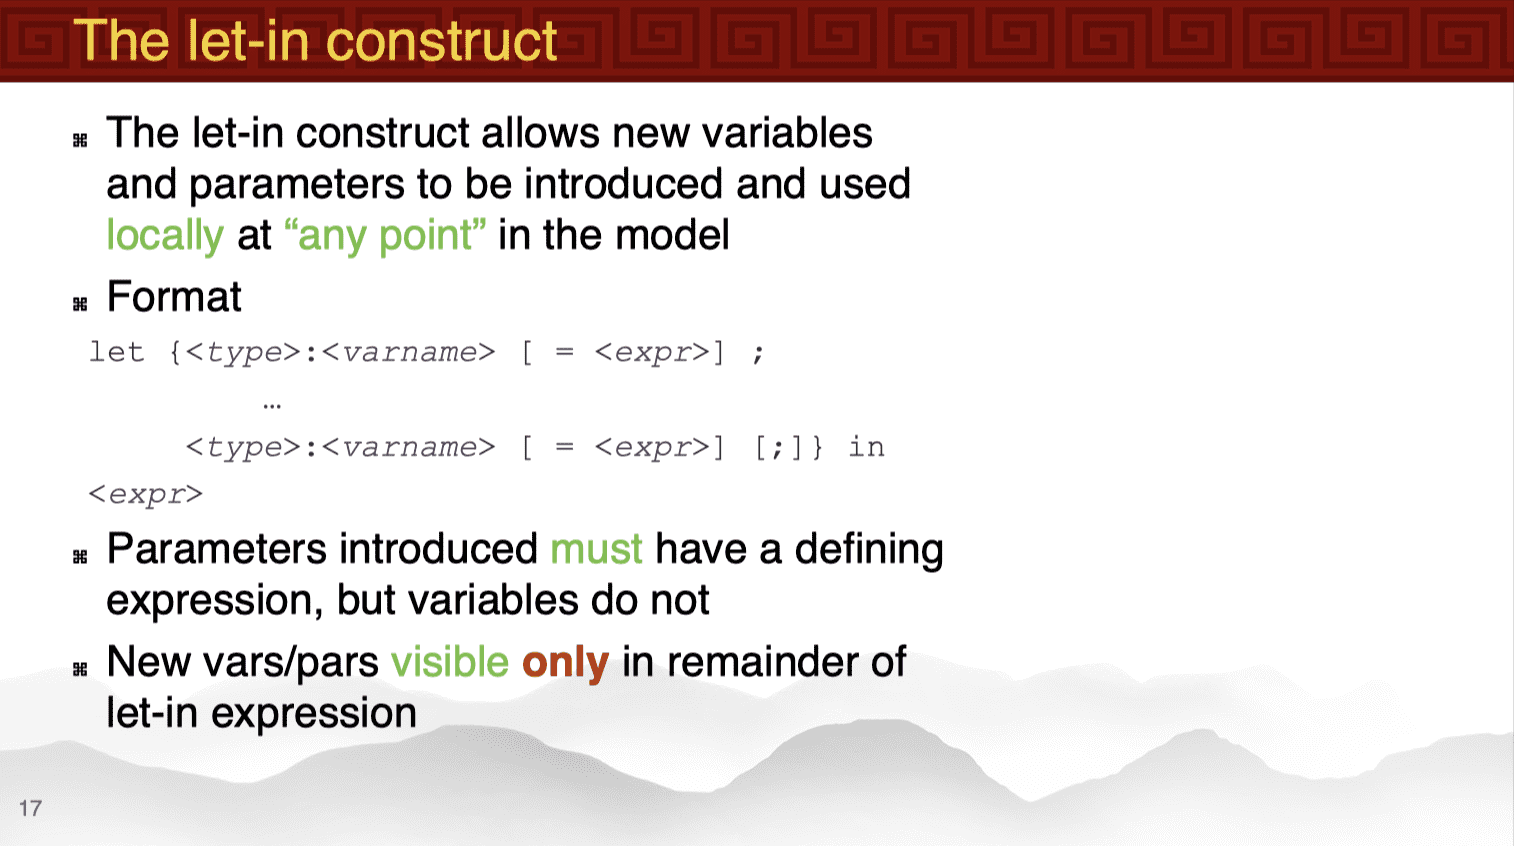 The let-in construct
⌘ The let-in construct allows new variables
and parameters to be introduced and used
locally at “any point” in the model
⌘ Format
let {<type>:<varname> [ = <expr>] ;
…
<type>:<varname> [ = <expr>] [;]} in
<expr>
⌘ Parameters introduced must have a defining
expression, but variables do not
⌘ New vars/pars visible only in remainder of
let-in expression
17